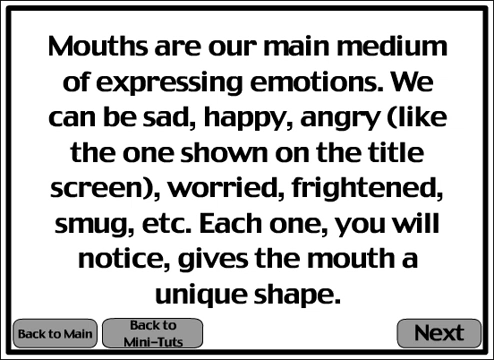 Mouths are our main medium
of expressing emotions. We
can be sad, happy, angry (like
the one shown on the title
screen), worried, frightened,
smug, etc. Each one, you will
notice, gives the mouth a
unique shape.
Back to Main
Back to
Mini-Tuts
Next